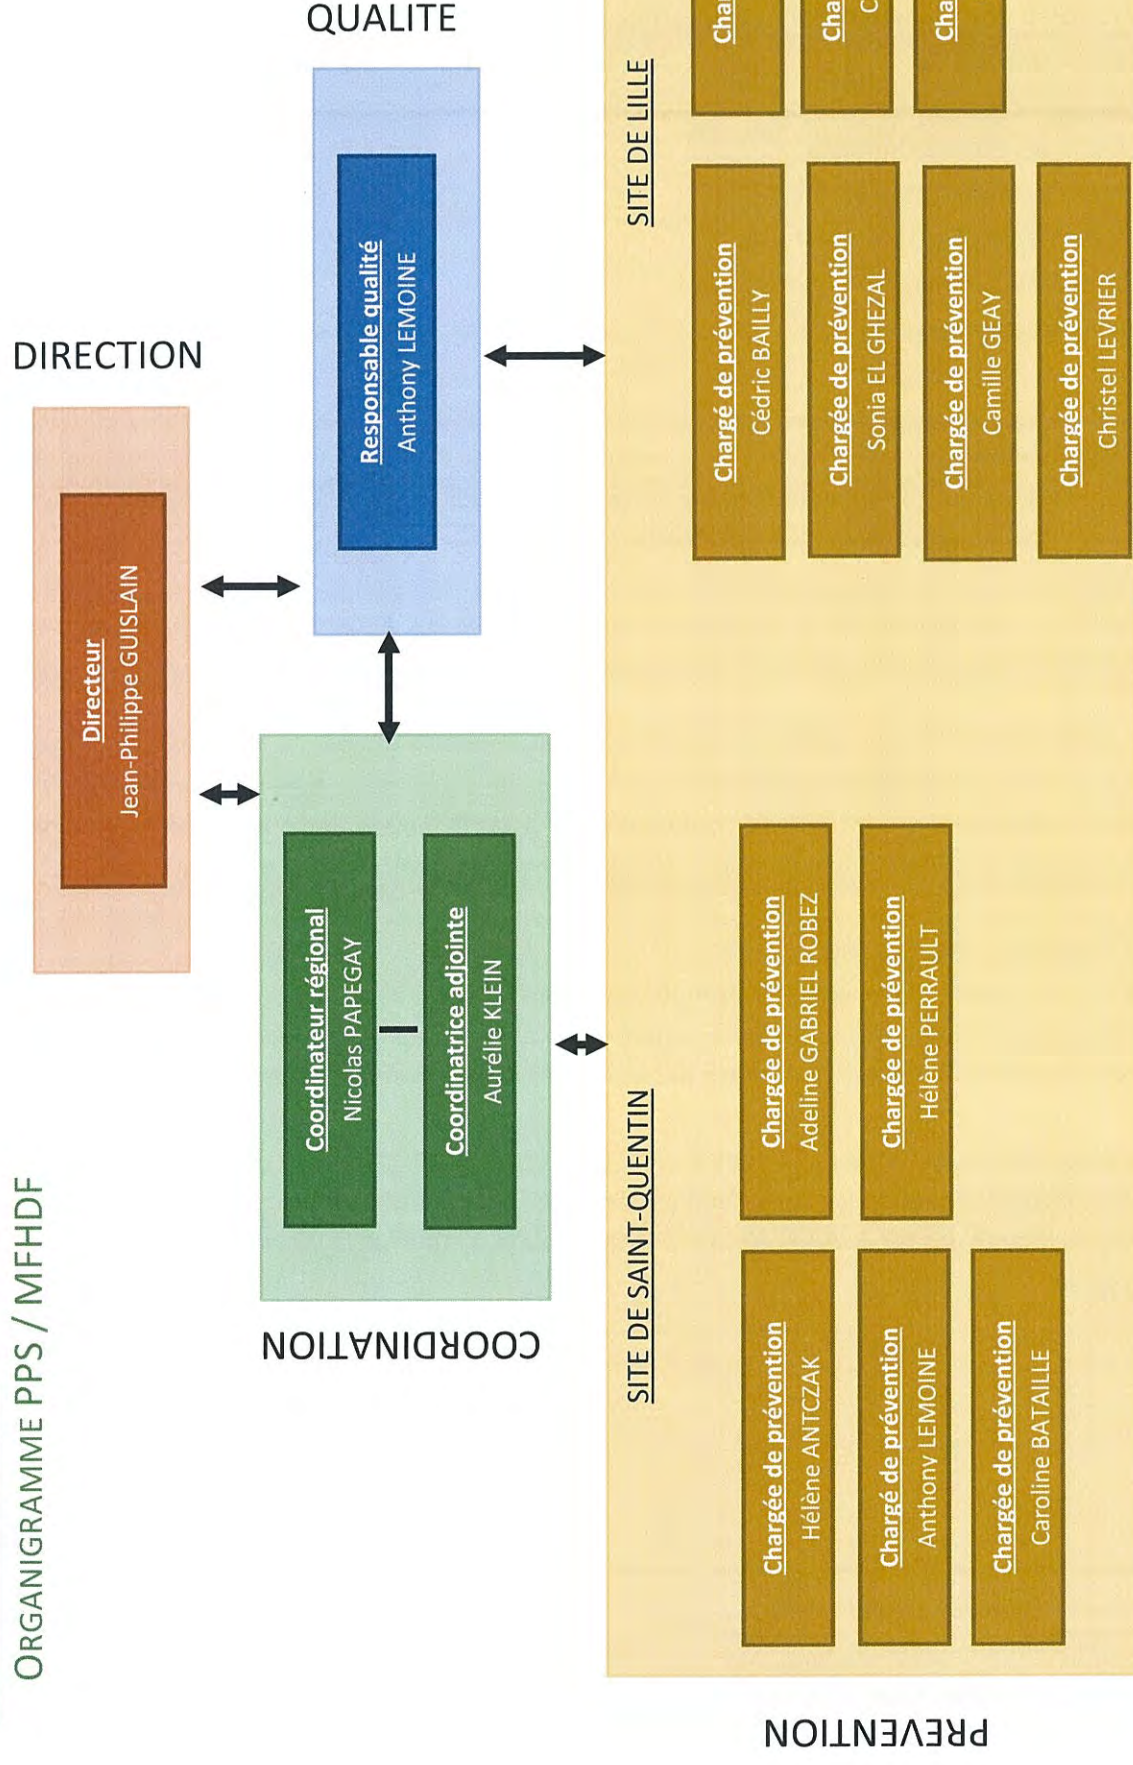 ORGANIGRAMME PPS / MFHDF
DIRECTION
Directeur
Jean-Philippe GUISLAIN
COORDINATION
Coordinateur régional
Nicolas PAPEGAY
Coordinatrice adjointe
Aurélie KLEIN
QUALITE
Responsable qualité
Anthony LEMOINE
PREVENTION
SITE DE SAINT-QUENTIN
Chargée de prévention
Hélène ANTCZAK
Chargé de prévention
Anthony LEMOINE
Chargée de prévention
Caroline BATAILLE
Chargée de prévention
Adeline GABRIEL ROBEZ
Chargée de prévention
Hélène PERRAULT
SITE DE LILLE
Chargé de prévention
Cédric BAILLY
Chargée de prévention
Sonia EL GHEZAL
Chargée de prévention
Camille GEAY
Chargée de prévention
Christel LEVRIER